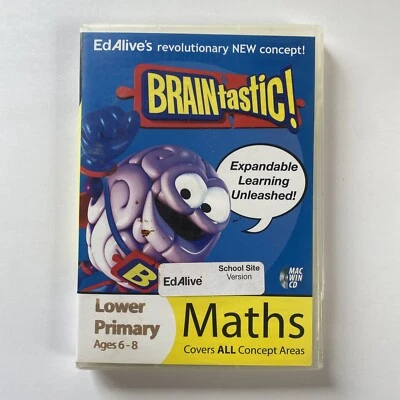 EdAlive's revolutionary NEW concept!
BRAINtastic!
Expandable
Learning
Unleashed!
B
EdAlive
School Site
Version
MAC
WIN
CD
Lower
Primary
Ages 6-8
Maths
Covers ALL Concept Areas